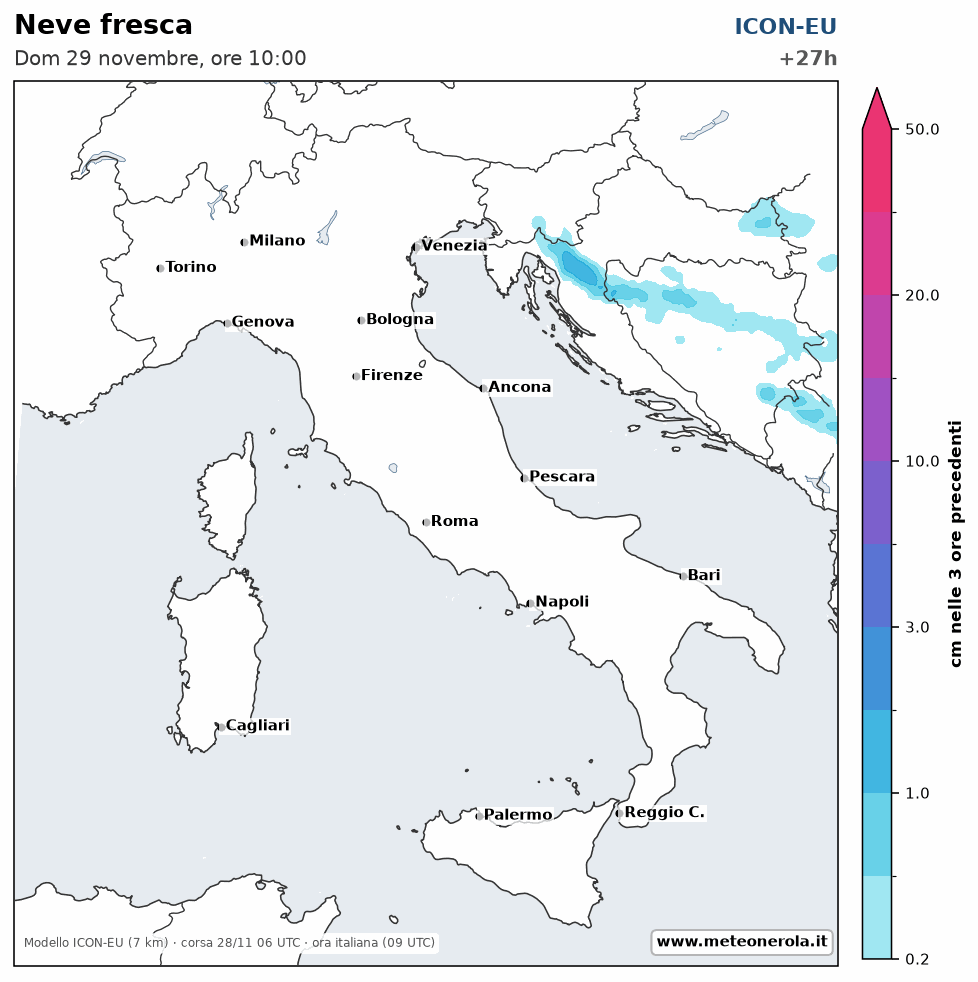 Neve fresca
ICON-EU
Dom 29 novembre, ore 10:00
+27h
50.0
20.0
10.0
3.0
1.0
0.2
cm nelle 3 ore precedenti
Milano
Venezia
Torino
Genova
Bologna
Firenze
Ancona
Pescara
Roma
Bari
Napoli
Cagliari
Palermo
Reggio C.
Modello ICON-EU (7 km) · corsa 28/11 06 UTC · ora italiana (09 UTC)
www.meteonerola.it